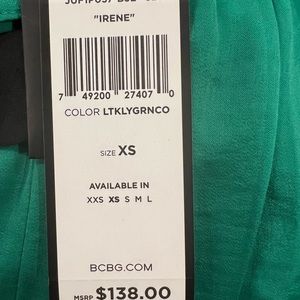 "IRENE"
7 49200 27407 0
COLOR LTKLYGRNCO
SIZE XS
AVAILABLE IN
XXS XS S M L
BCBG.COM
MSRP $138.00